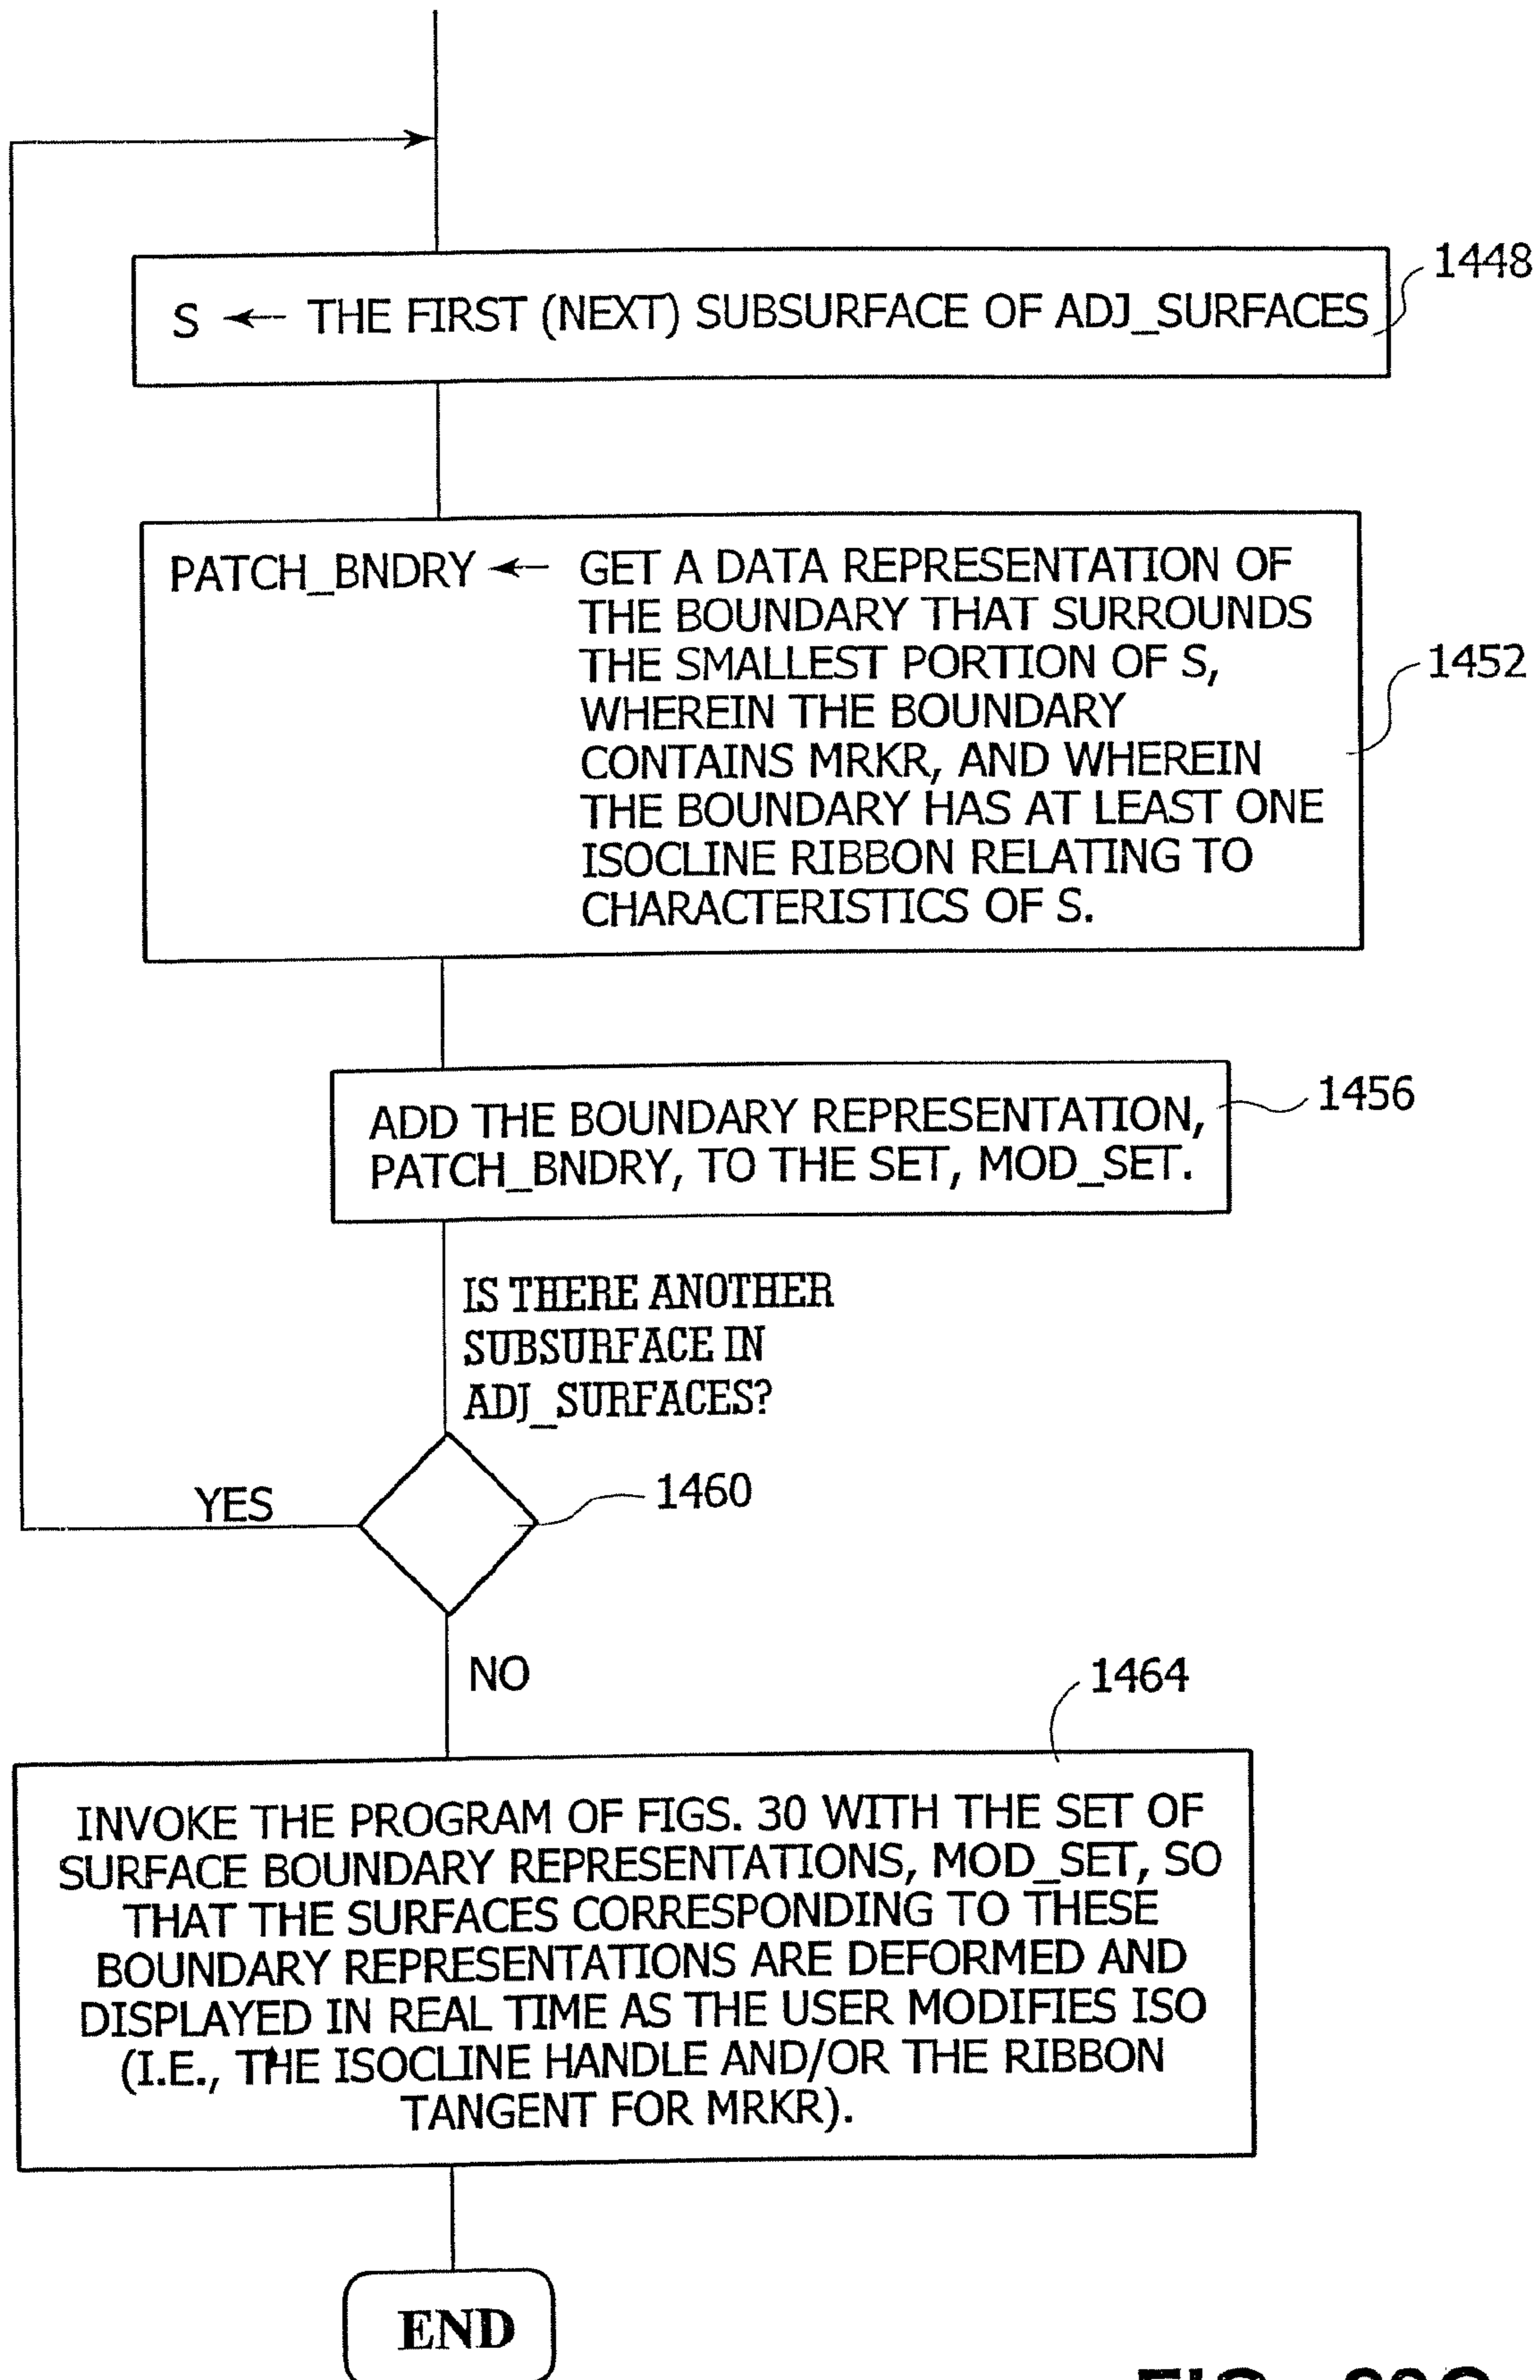 1448
S ← THE FIRST (NEXT) SUBSURFACE OF ADJ_SURFACES
PATCH_BNDRY ← GET A DATA REPRESENTATION OF
THE BOUNDARY THAT SURROUNDS
THE SMALLEST PORTION OF S,
WHEREIN THE BOUNDARY
CONTAINS MRKR, AND WHEREIN
THE BOUNDARY HAS AT LEAST ONE
ISOCLINE RIBBON RELATING TO
CHARACTERISTICS OF S.
1452
ADD THE BOUNDARY REPRESENTATION,
PATCH_BNDRY, TO THE SET, MOD_SET.
1456
IS THERE ANOTHER
SUBSURFACE IN
ADJ_SURFACES?
YES
1460
NO
1464
INVOKE THE PROGRAM OF FIGS. 30 WITH THE SET OF
SURFACE BOUNDARY REPRESENTATIONS, MOD_SET, SO
THAT THE SURFACES CORRESPONDING TO THESE
BOUNDARY REPRESENTATIONS ARE DEFORMED AND
DISPLAYED IN REAL TIME AS THE USER MODIFIES ISO
(I.E., THE ISOCLINE HANDLE AND/OR THE RIBBON
TANGENT FOR MRKR).
END